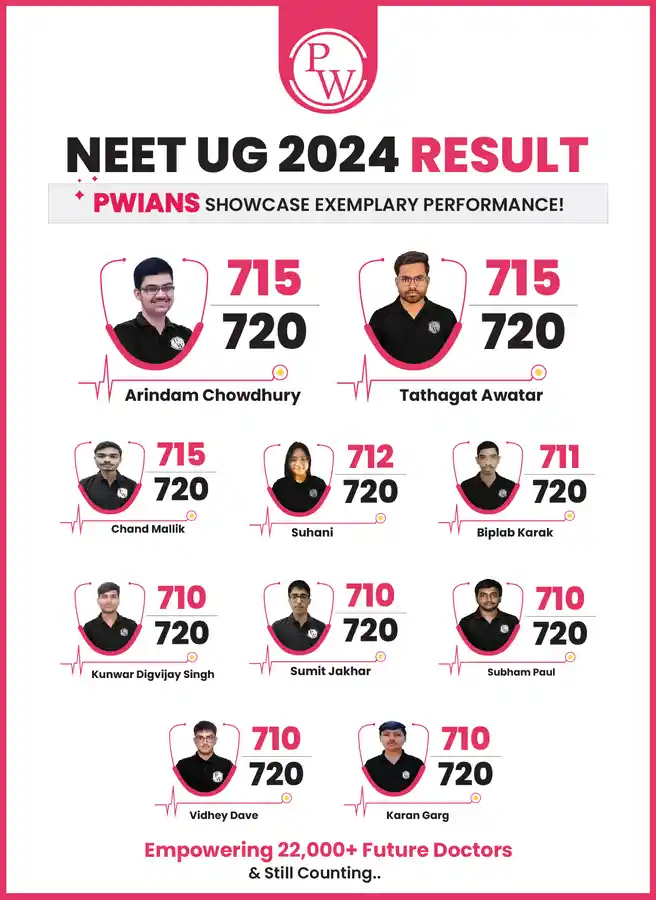 PW
NEET UG 2024 RESULT
PWIANS SHOWCASE EXEMPLARY PERFORMANCE!
715
720
Arindam Chowdhury
715
720
Tathagat Awatar
715
720
Chand Mallik
712
720
Suhani
711
720
Biplab Karak
710
720
Kunwar Digvijay Singh
710
720
Sumit Jakhar
710
720
Subham Paul
710
720
Vidhey Dave
710
720
Karan Garg
Empowering 22,000+ Future Doctors
& Still Counting..